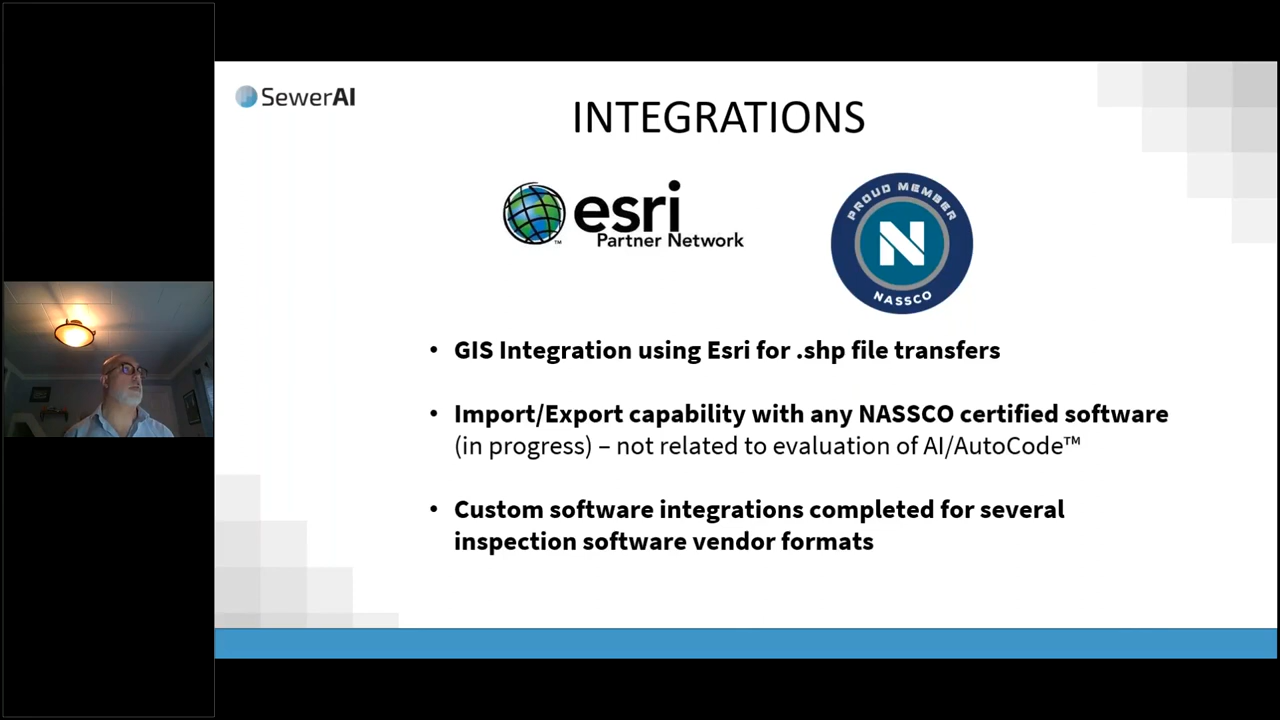 SewerAI
INTEGRATIONS
esri
Partner Network
™
PROUD MEMBER
N
NASSCO
• GIS Integration using Esri for .shp file transfers
• Import/Export capability with any NASSCO certified software
(in progress) – not related to evaluation of AI/AutoCode™
• Custom software integrations completed for several
inspection software vendor formats